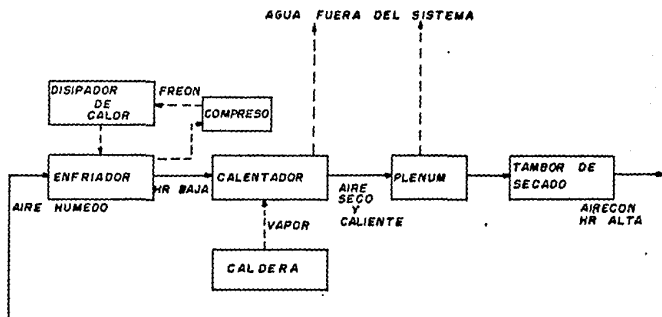 AGUA FUERA DEL SISTEMA
DISIPADOR
DE
CALOR
FREON
COMPRESO
ENFRIADOR
HR BAJA
CALENTADOR
AIRE
SECO
Y
CALIENTE
PLENUM
TAMBOR DE
SECADO
AIRE HUMEDO
AIRECON
HR ALTA
VAPOR
CALDERA